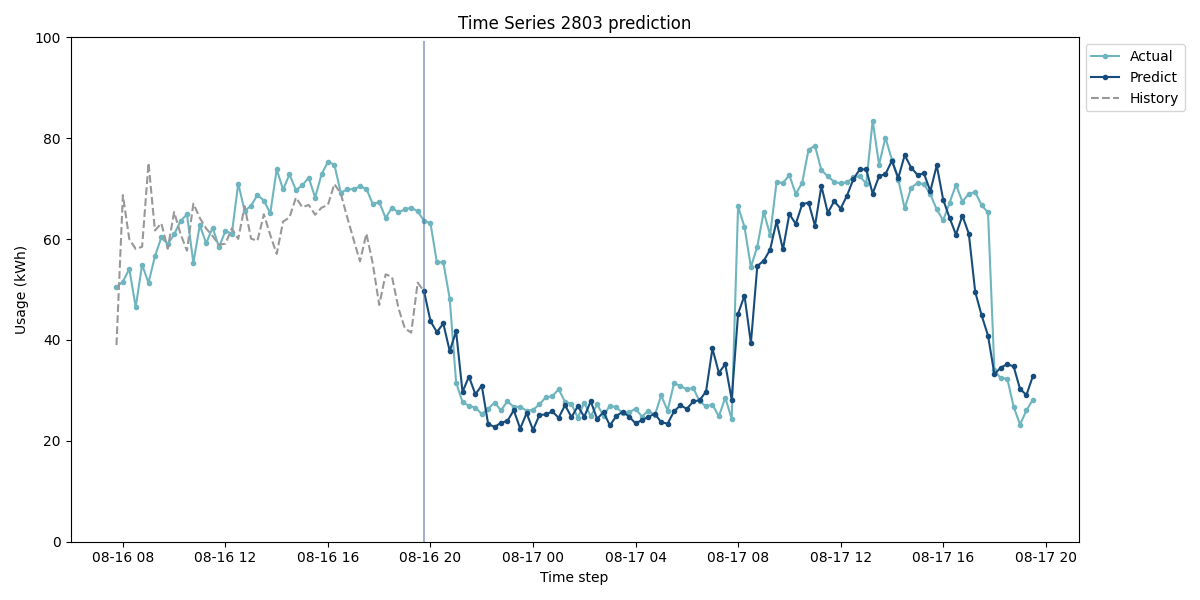 Time Series 2803 prediction
Usage (kWh)
100
80
60
40
20
0
08-16 08
08-16 12
08-16 16
08-16 20
08-17 00
08-17 04
08-17 08
08-17 12
08-17 16
08-17 20
Time step
Actual
Predict
History